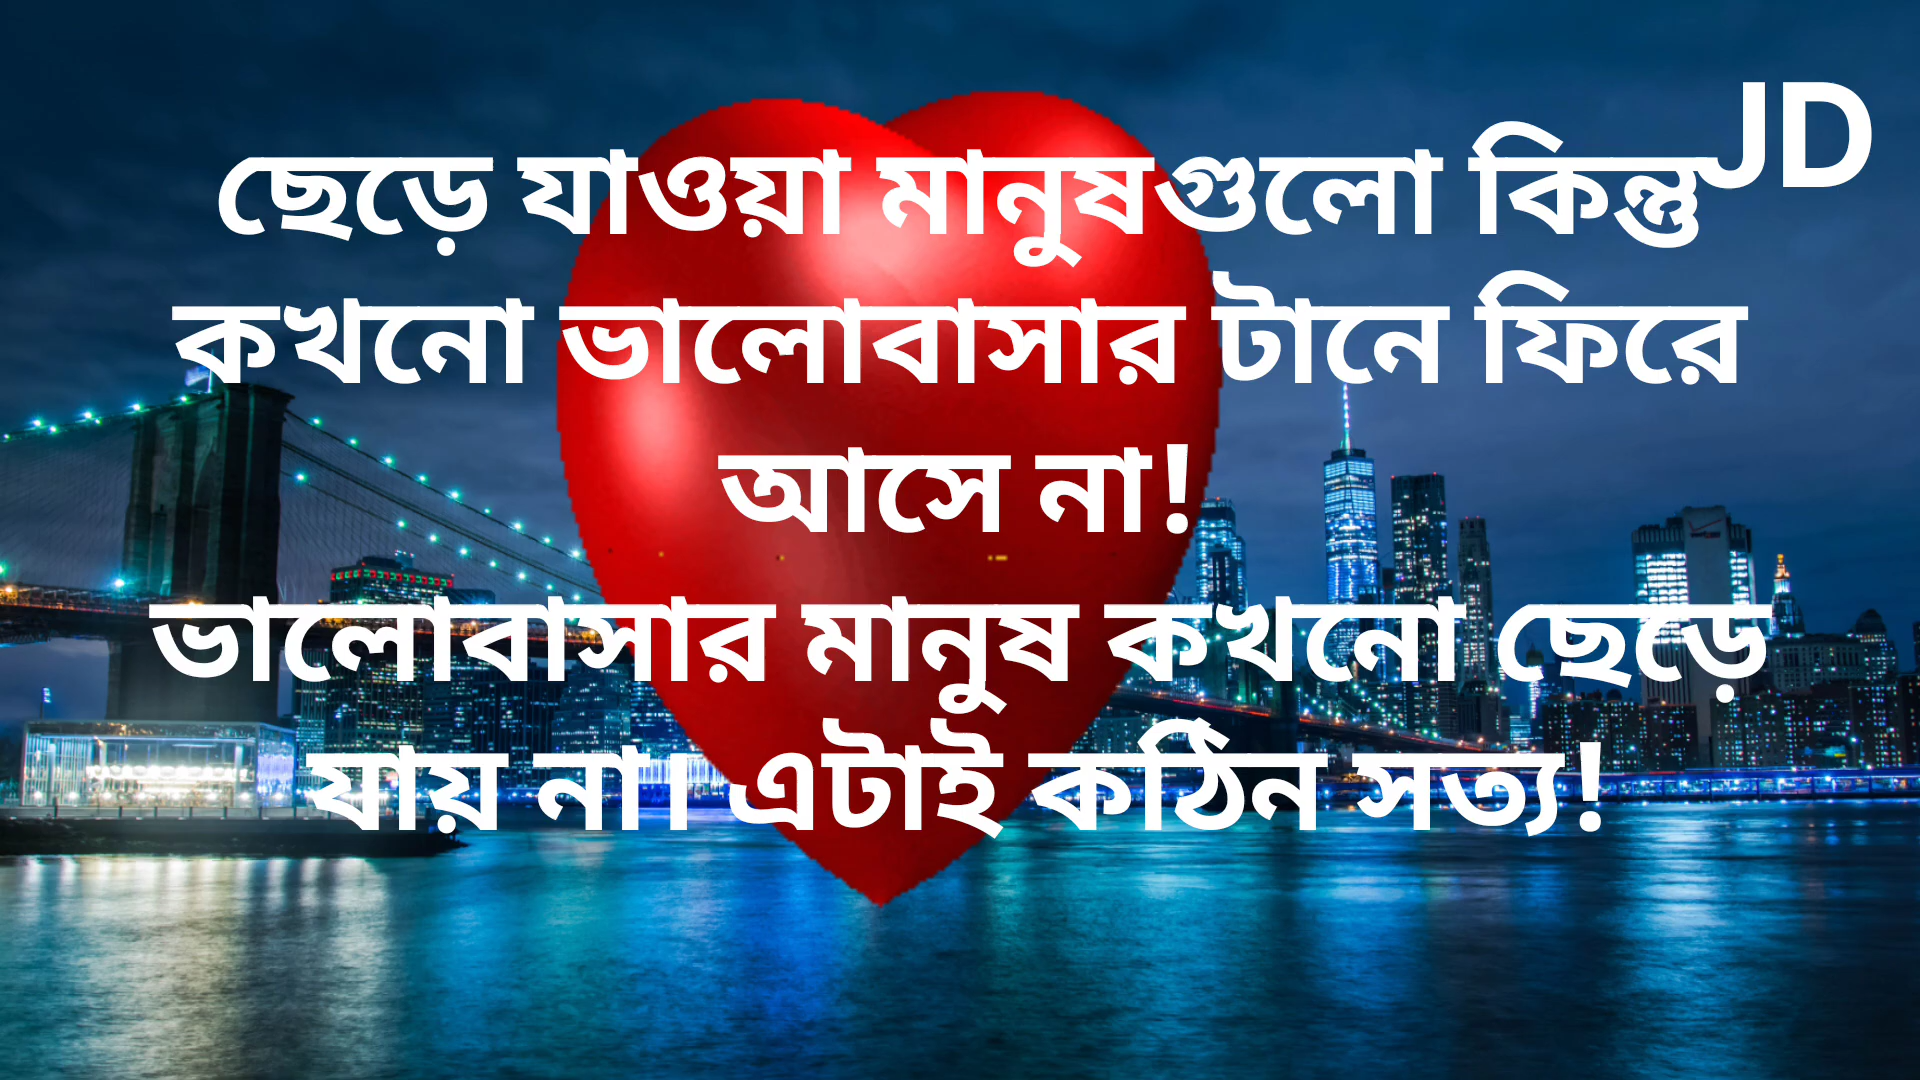 JD
ছেড়ে যাওয়া মানুষগুলো কিন্তু
কখনো ভালোবাসার টানে ফিরে
আসে না!
ভালোবাসার মানুষ কখনো ছেড়ে
যায় না। এটাই কঠিন সত্য!